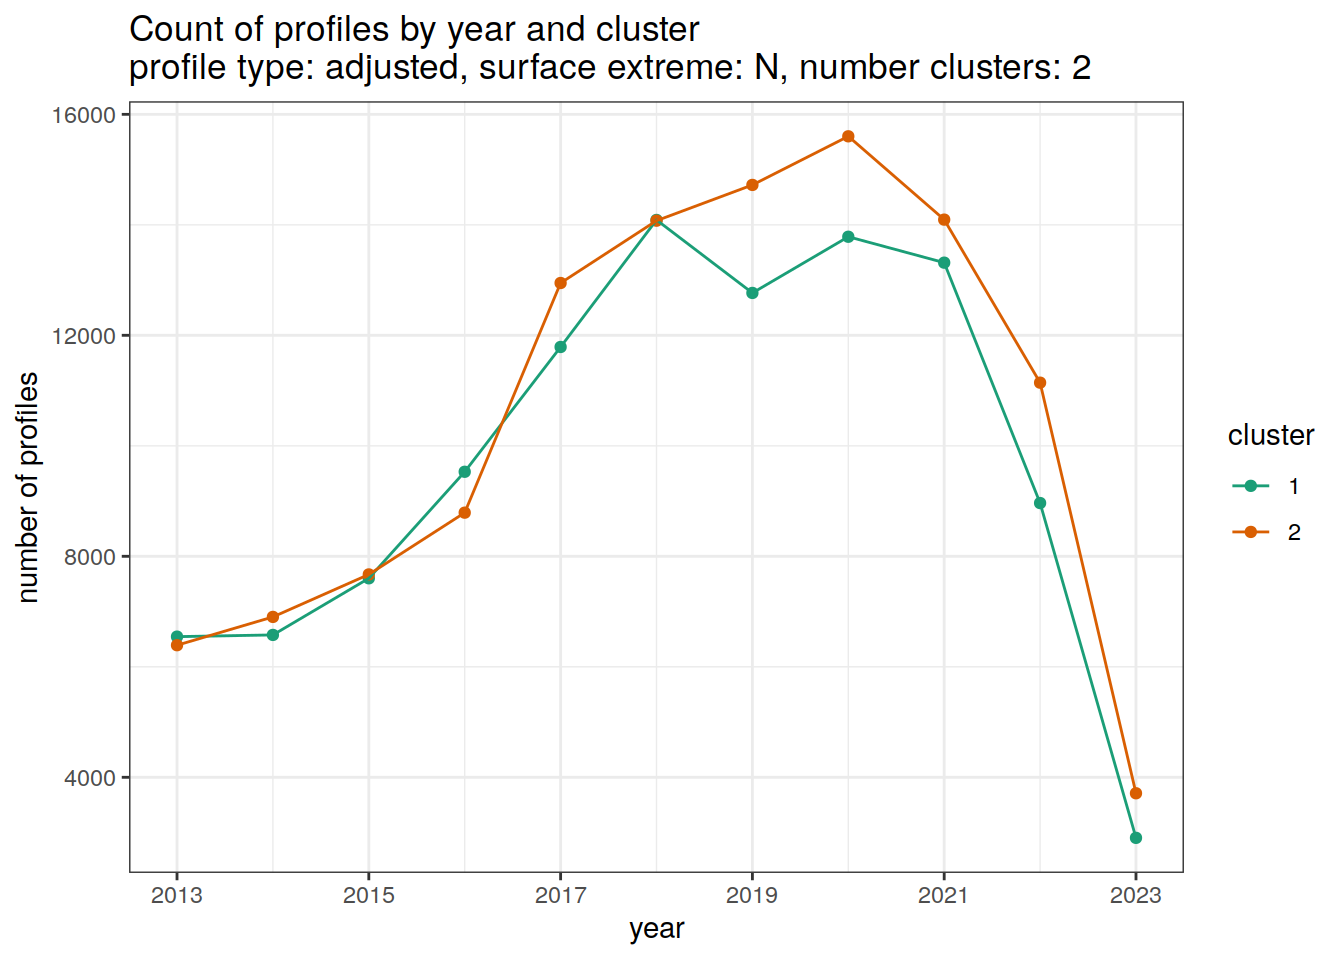 Count of profiles by year and cluster
profile type: adjusted, surface extreme: N, number clusters: 2
16000
12000
8000
4000
number of profiles
2013
2015
2017
2019
2021
2023
year
cluster
1
2